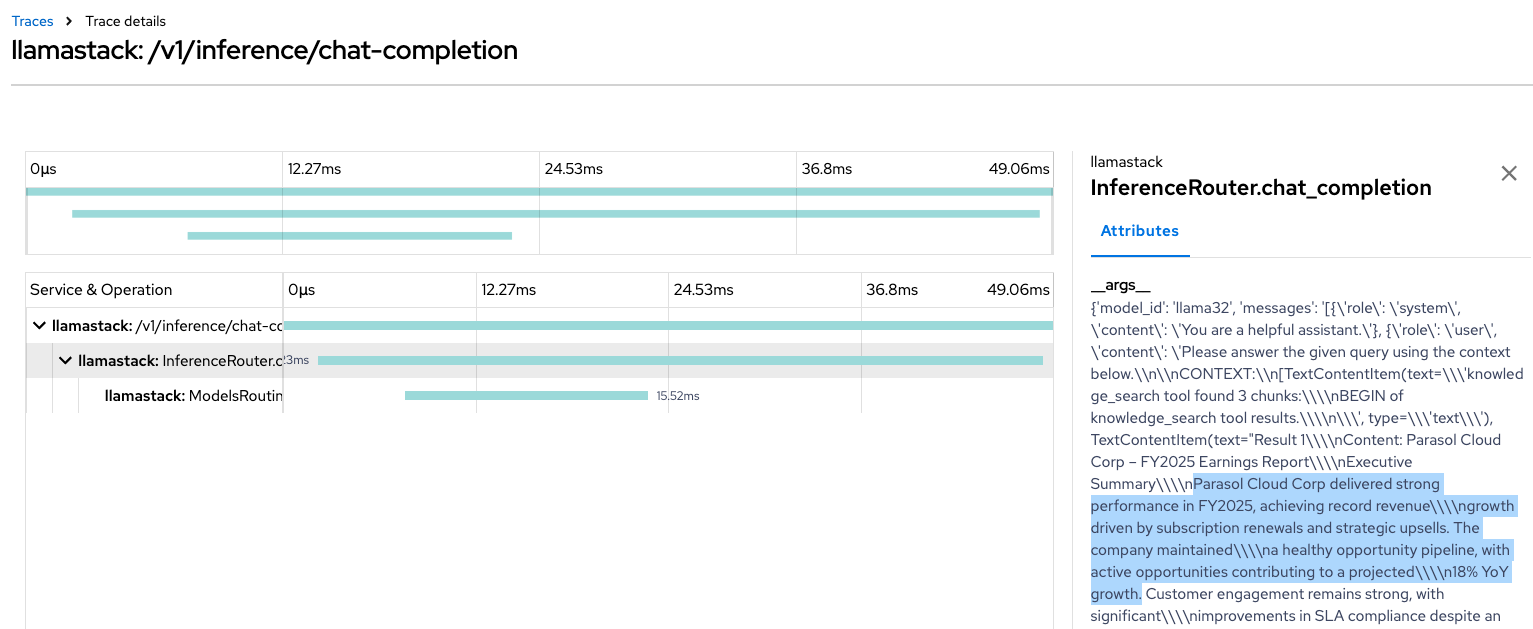 Traces > Trace details
llamastack: /v1/inference/chat-completion
0μs 12.27ms 24.53ms 36.8ms 49.06ms
Service & Operation 0μs 12.27ms 24.53ms 36.8ms 49.06ms
llamastack: /v1/inference/chat-cc
llamastack: InferenceRouter.c 23ms
llamastack: ModelsRoutin 15.52ms
llamastack
InferenceRouter.chat_completion
Attributes
__args__
{'model_id': 'llama32', 'messages': '[{\'role\': \'system\',
\'content\': \'You are a helpful assistant.\'}, {\'role\': \'user\',
\'content\': \'Please answer the given query using the context
below.\\n\\nCONTEXT:\\n[TextContentItem(text=\\\'knowled
ge_search tool found 3 chunks:\\\\nBEGIN of
knowledge_search tool results.\\\\n\\\', type=\\\'text\\\'),
TextContentItem(text="Result 1\\\\nContent: Parasol Cloud
Corp – FY2025 Earnings Report\\\\nExecutive
Summary\\\\nParasol Cloud Corp delivered strong
performance in FY2025, achieving record revenue\\\\ngrowth
driven by subscription renewals and strategic upsells. The
company maintained\\\\na healthy opportunity pipeline, with
active opportunities contributing to a projected\\\\n18% YoY
growth. Customer engagement remains strong, with
significant\\\\nimprovements in SLA compliance despite an